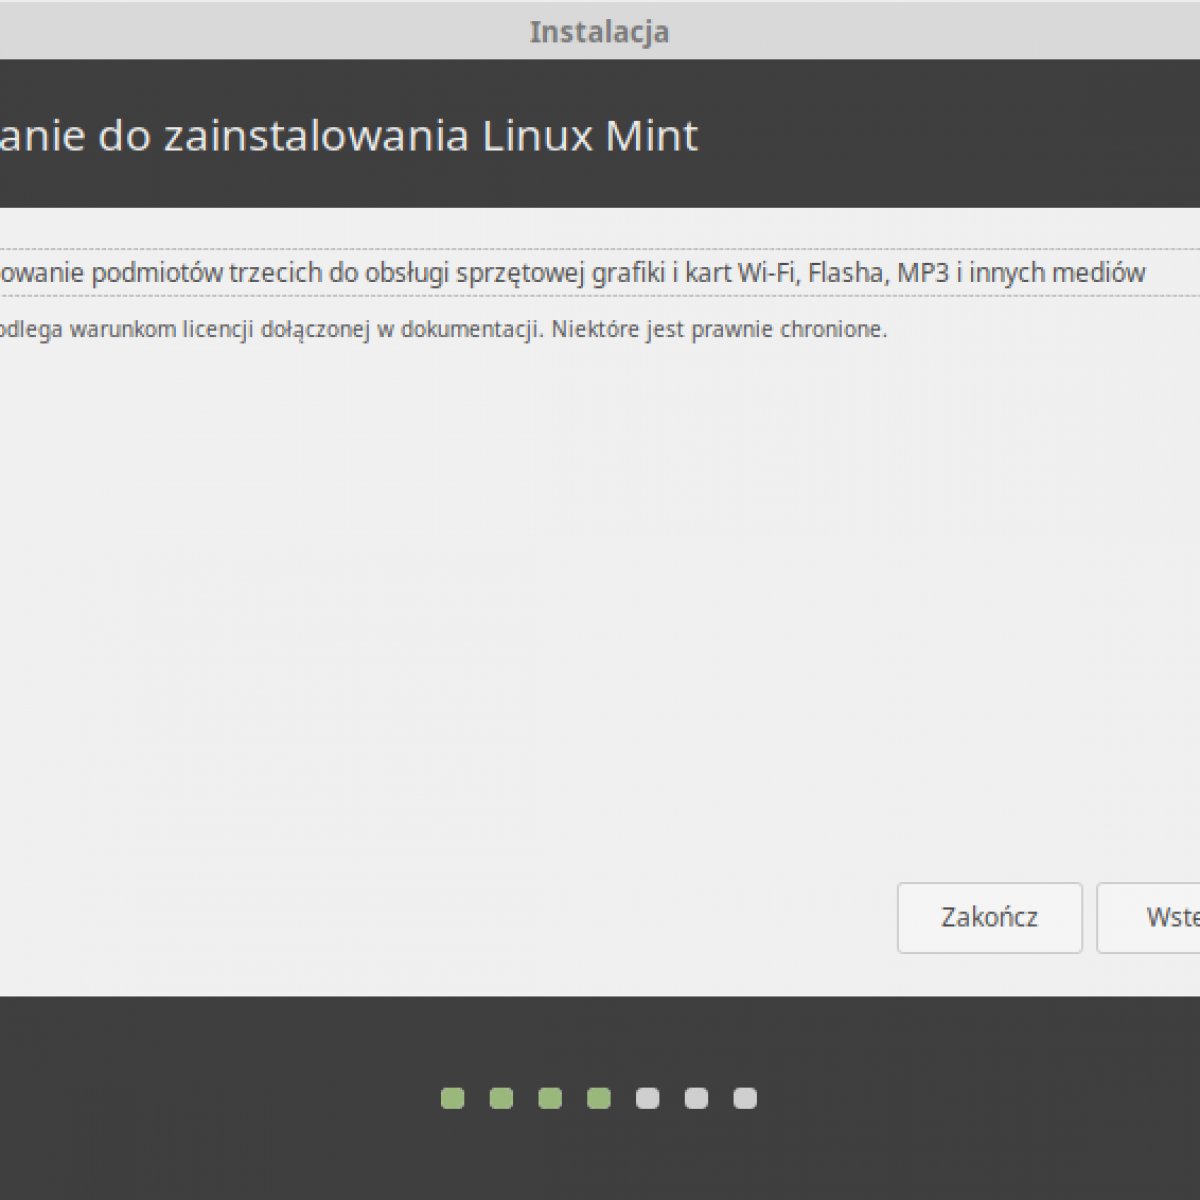 Instalacja
anie do zainstalowania Linux Mint
owanie podmiotów trzecich do obsługi sprzętowej grafiki i kart Wi-Fi, Flasha, MP3 i innych mediów
odlega warunkom licencji dołączonej w dokumentacji. Niektóre jest prawnie chronione.
Zakończ
Wste